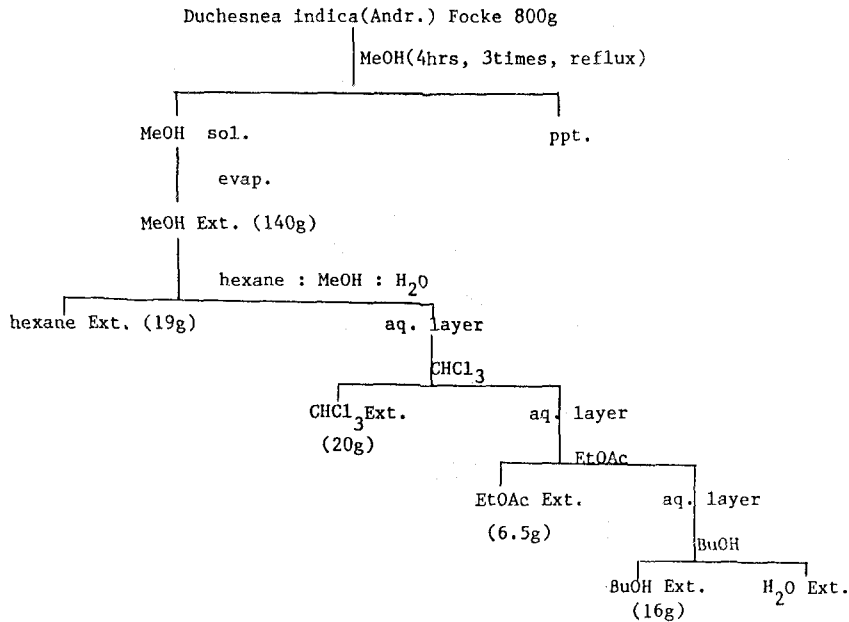 Duchesnea indica(Andr.) Focke 800g
MeOH(4hrs, 3times, reflux)
MeOH sol.
ppt.
evap.
MeOH Ext. (140g)
hexane : MeOH : H2O
hexane Ext. (19g)
aq. layer
CHCl3
CHCl3Ext.
(20g)
aq. layer
EtOAc
EtOAc Ext.
(6.5g)
aq. layer
BuOH
BuOH Ext.
(16g)
H2O Ext.